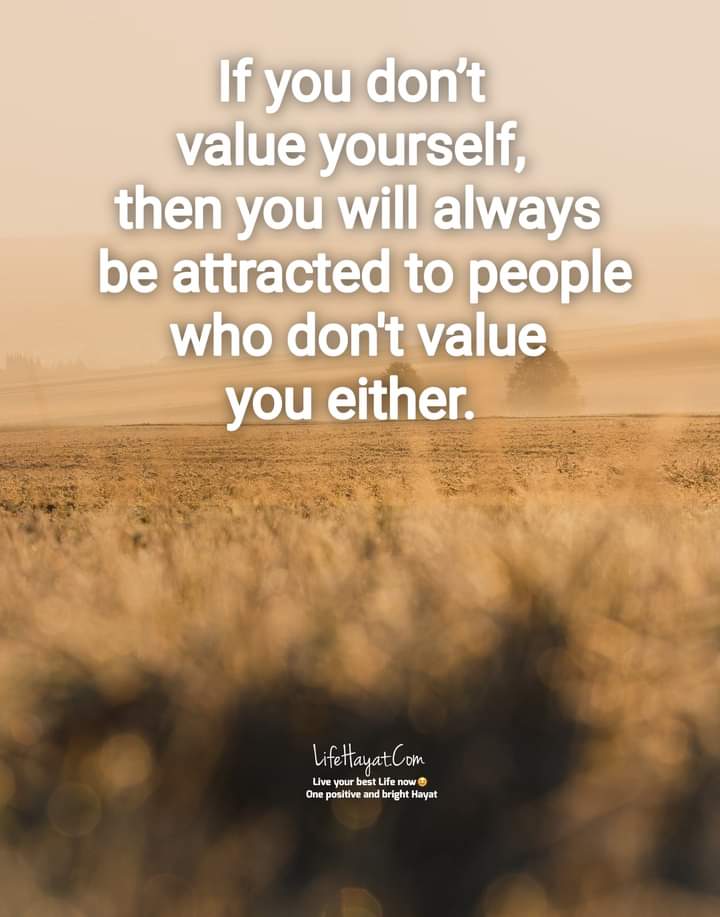 If you don’t
value yourself,
then you will always
be attracted to people
who don't value
you either.
LifeHayat.Com
Live your best Life now😊
One positive and bright Hayat